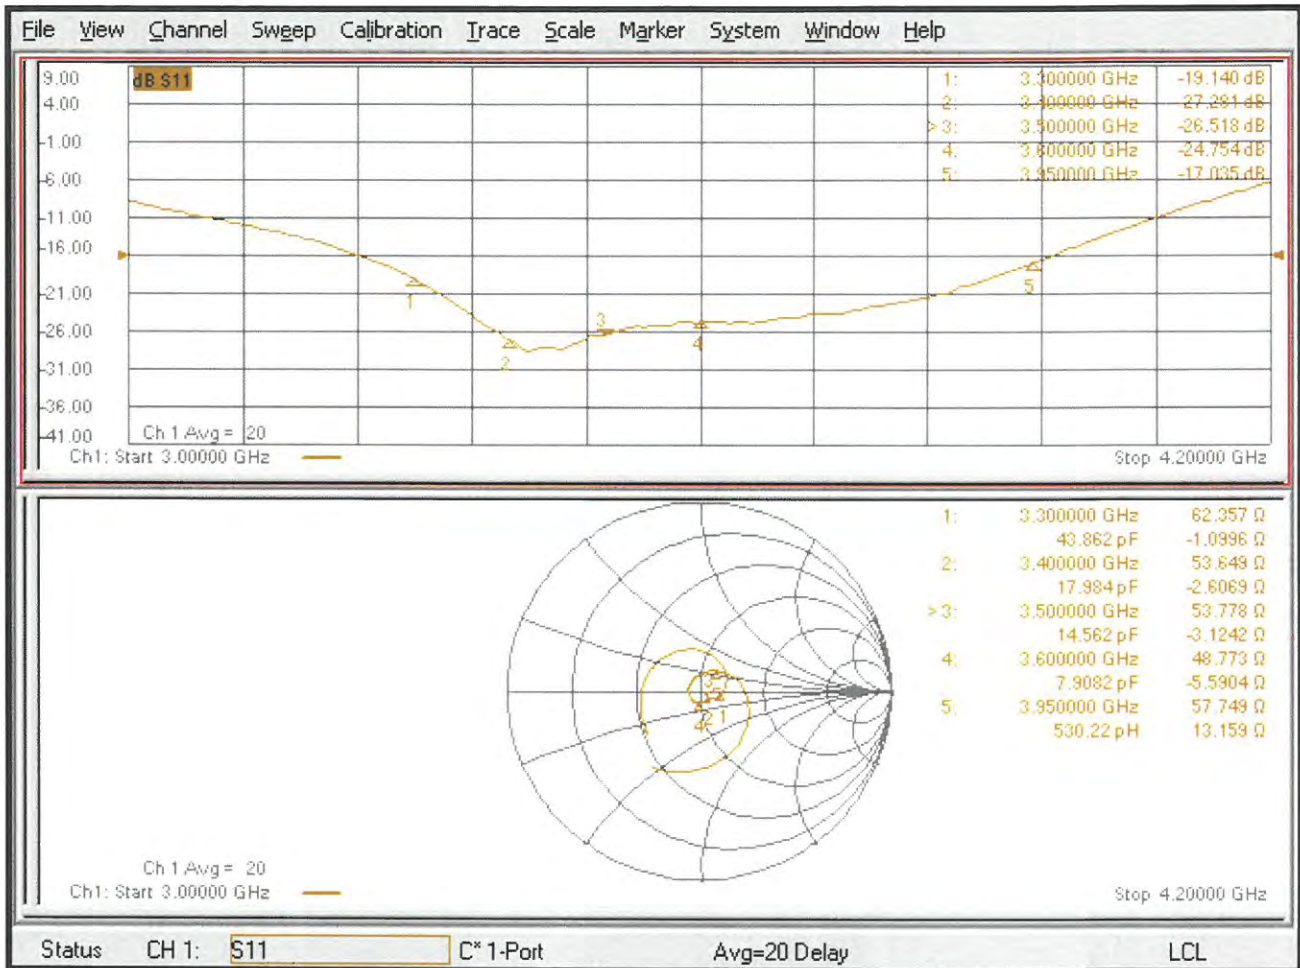 File View Channel Sweep Calibration Trace Scale Marker System Window Help
dB S11
9.00
4.00
-1.00
-6.00
-11.00
-16.00
-21.00
-26.00
-31.00
-36.00
-41.00
1: 3.300000 GHz -19.140 dB
2: 3.400000 GHz -27.281 dB
> 3: 3.500000 GHz -26.518 dB
4: 3.600000 GHz -24.754 dB
5: 3.950000 GHz -17.035 dB
1
2
3
4
5
Ch 1 Avg = 20
Ch1: Start 3.00000 GHz
Stop 4.20000 GHz
1: 3.300000 GHz 62.357 Ω
43.862 pF -1.0996 Ω
2: 3.400000 GHz 53.649 Ω
17.984 pF -2.6069 Ω
> 3: 3.500000 GHz 53.778 Ω
14.562 pF -3.1242 Ω
4: 3.600000 GHz 48.773 Ω
7.9082 pF -5.5904 Ω
5: 3.950000 GHz 57.749 Ω
530.22 pH 13.159 Ω
Ch 1 Avg = 20
Ch1: Start 3.00000 GHz
Stop 4.20000 GHz
Status CH 1: S11 C* 1-Port Avg=20 Delay LCL